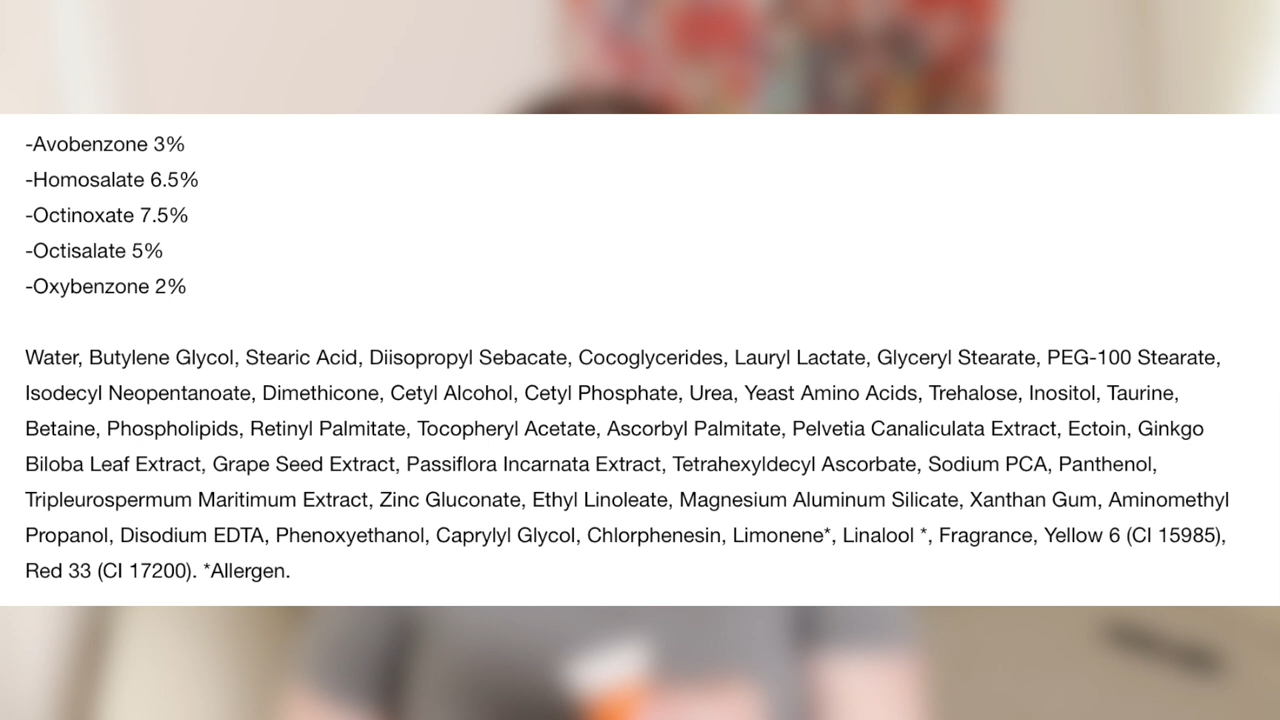 -Avobenzone 3%
-Homosalate 6.5%
-Octinoxate 7.5%
-Octisalate 5%
-Oxybenzone 2%
Water, Butylene Glycol, Stearic Acid, Diisopropyl Sebacate, Cocoglycerides, Lauryl Lactate, Glyceryl Stearate, PEG-100 Stearate,
Isodecyl Neopentanoate, Dimethicone, Cetyl Alcohol, Cetyl Phosphate, Urea, Yeast Amino Acids, Trehalose, Inositol, Taurine,
Betaine, Phospholipids, Retinyl Palmitate, Tocopheryl Acetate, Ascorbyl Palmitate, Pelvetia Canaliculata Extract, Ectoin, Ginkgo
Biloba Leaf Extract, Grape Seed Extract, Passiflora Incarnata Extract, Tetrahexyldecyl Ascorbate, Sodium PCA, Panthenol,
Tripleurospermum Maritimum Extract, Zinc Gluconate, Ethyl Linoleate, Magnesium Aluminum Silicate, Xanthan Gum, Aminomethyl
Propanol, Disodium EDTA, Phenoxyethanol, Caprylyl Glycol, Chlorphenesin, Limonene*, Linalool *, Fragrance, Yellow 6 (CI 15985),
Red 33 (CI 17200). *Allergen.